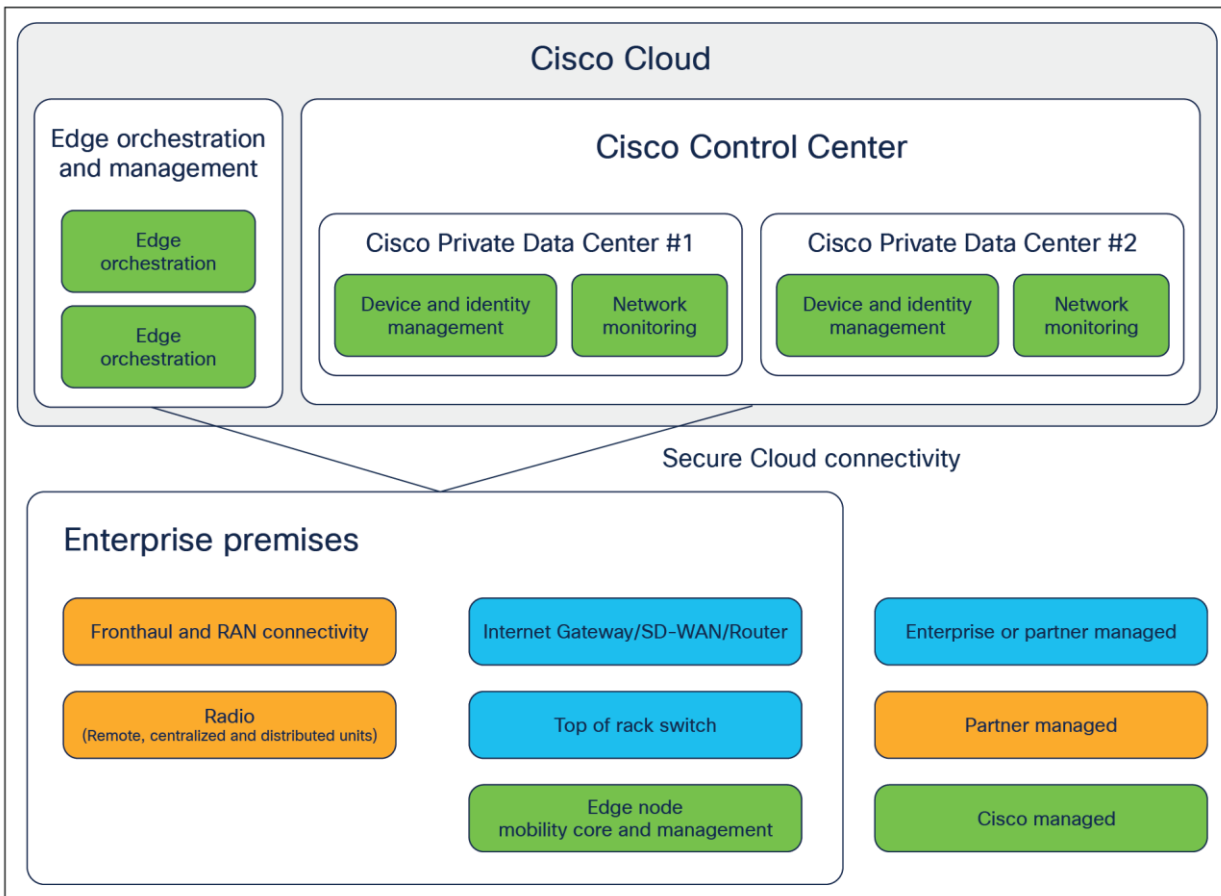 Cisco Cloud
Edge orchestration
and management
Edge
orchestration
Edge
orchestration
Cisco Control Center
Cisco Private Data Center #1
Device and identity
management
Network
monitoring
Cisco Private Data Center #2
Device and identity
management
Network
monitoring
Secure Cloud connectivity
Enterprise premises
Fronthaul and RAN connectivity
Radio
(Remote, centralized and distributed units)
Internet Gateway/SD-WAN/Router
Top of rack switch
Edge node
mobility core and management
Enterprise or partner managed
Partner managed
Cisco managed